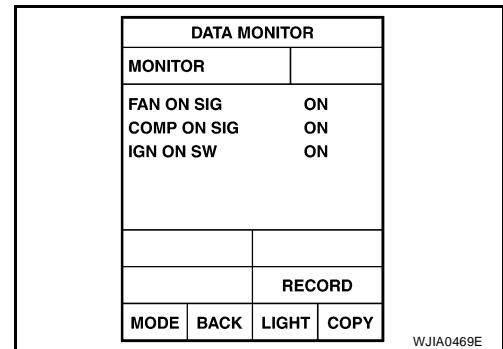 DATA MONITOR
MONITOR
FAN ON SIG ON
COMP ON SIG ON
IGN ON SW ON
RECORD
MODE BACK LIGHT COPY
WJIA0469E